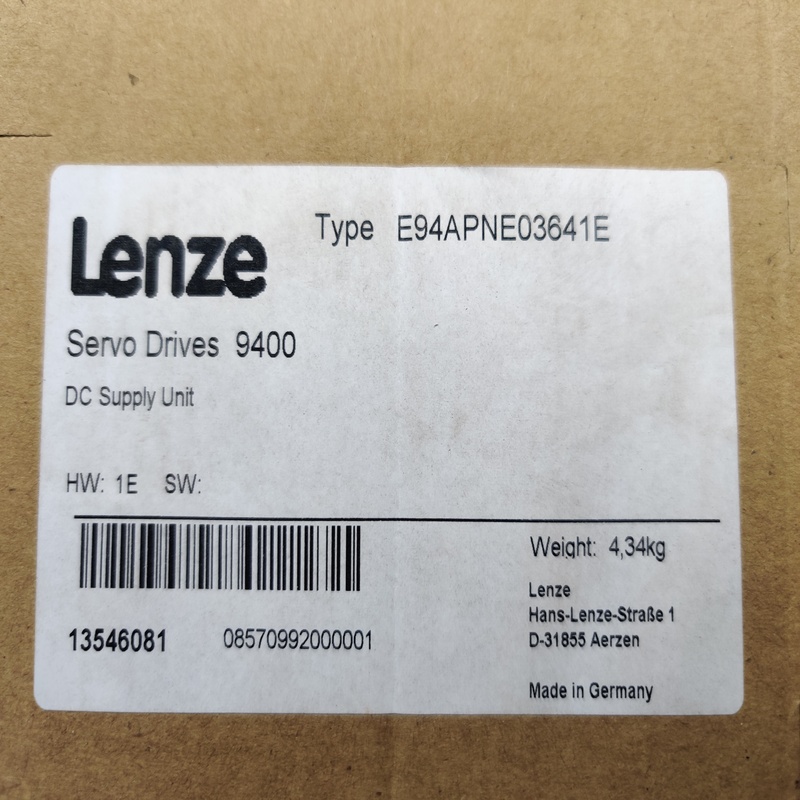 Lenze
Type E94APNE03641E
Servo Drives 9400
DC Supply Unit
HW: 1E SW:
Weight: 4,34kg
Lenze
Hans-Lenze-Straße 1
D-31855 Aerzen
13546081 08570992000001
Made in Germany